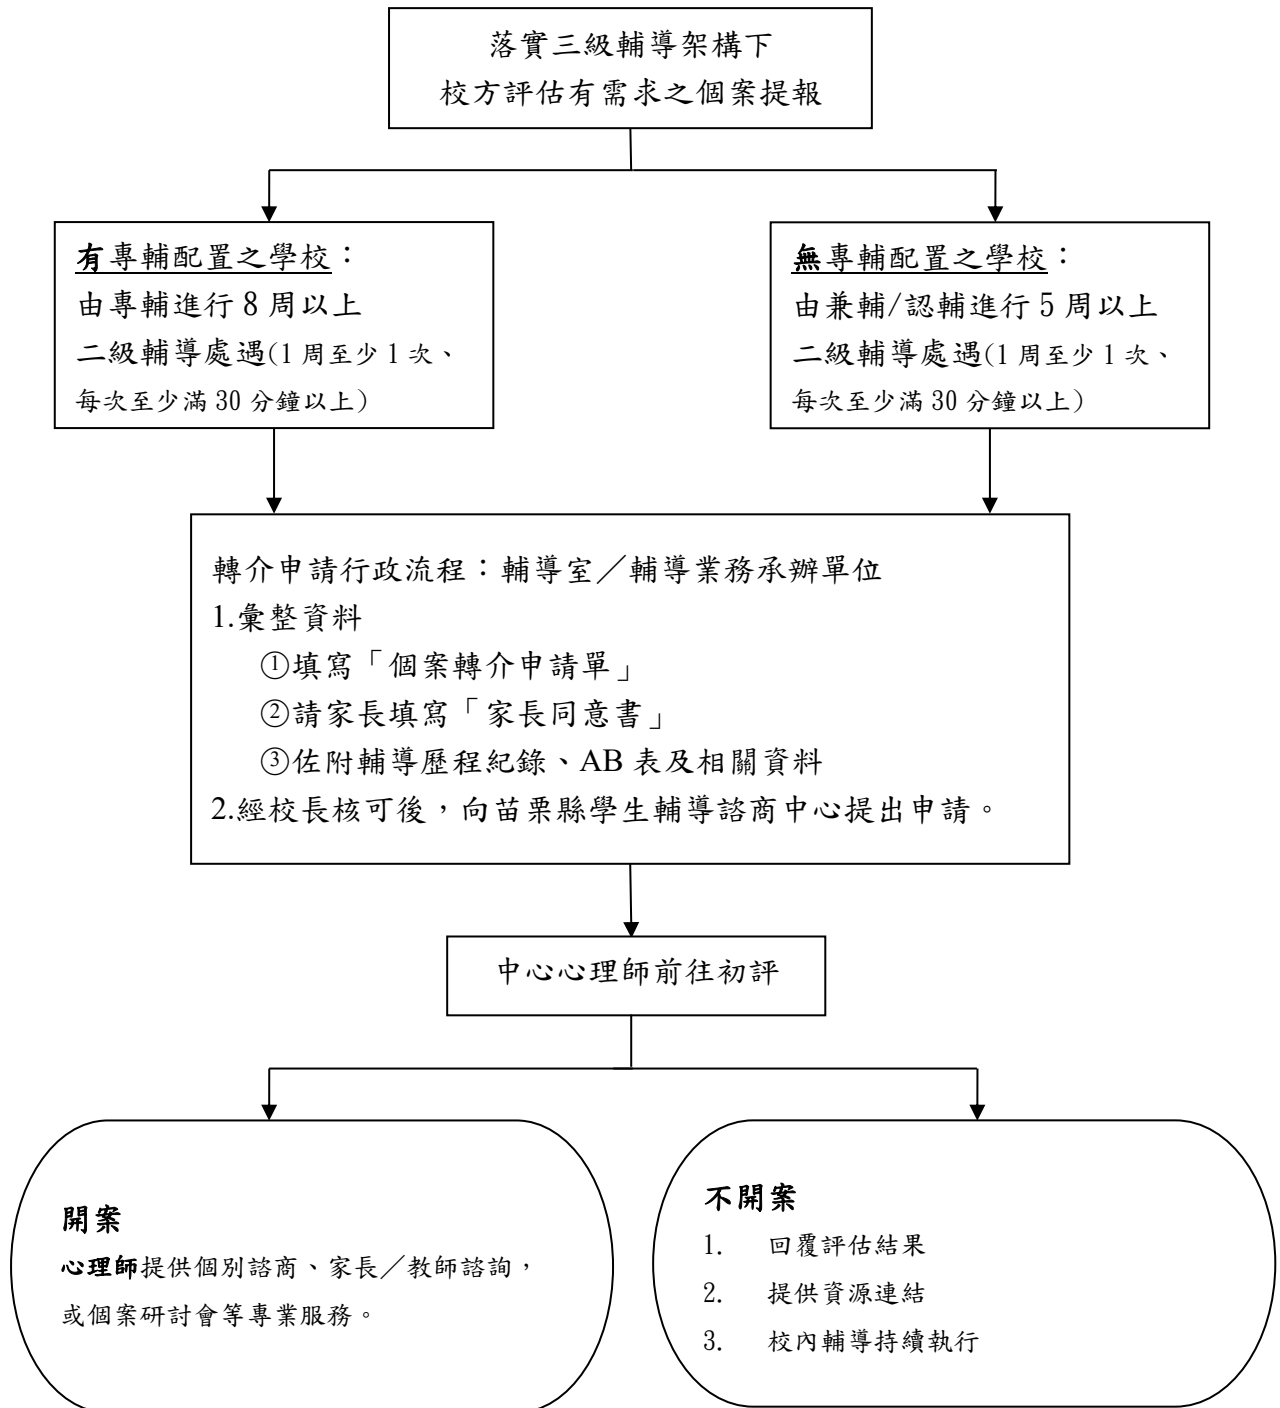 落實三級輔導架構下
校方評估有需求之個案提報
有專輔配置之學校：
由專輔進行 8 周以上
二級輔導處遇(1 周至少 1 次、
每次至少滿 30 分鐘以上)
無專輔配置之學校：
由兼輔/認輔進行 5 周以上
二級輔導處遇(1 周至少 1 次、
每次至少滿 30 分鐘以上)
轉介申請行政流程：輔導室／輔導業務承辦單位
1.彙整資料
①填寫「個案轉介申請單」
②請家長填寫「家長同意書」
③佐附輔導歷程紀錄、AB 表及相關資料
2.經校長核可後，向苗栗縣學生輔導諮商中心提出申請。
中心心理師前往初評
開案
心理師提供個別諮商、家長／教師諮詢，
或個案研討會等專業服務。
不開案
1. 回覆評估結果
2. 提供資源連結
3. 校內輔導持續執行